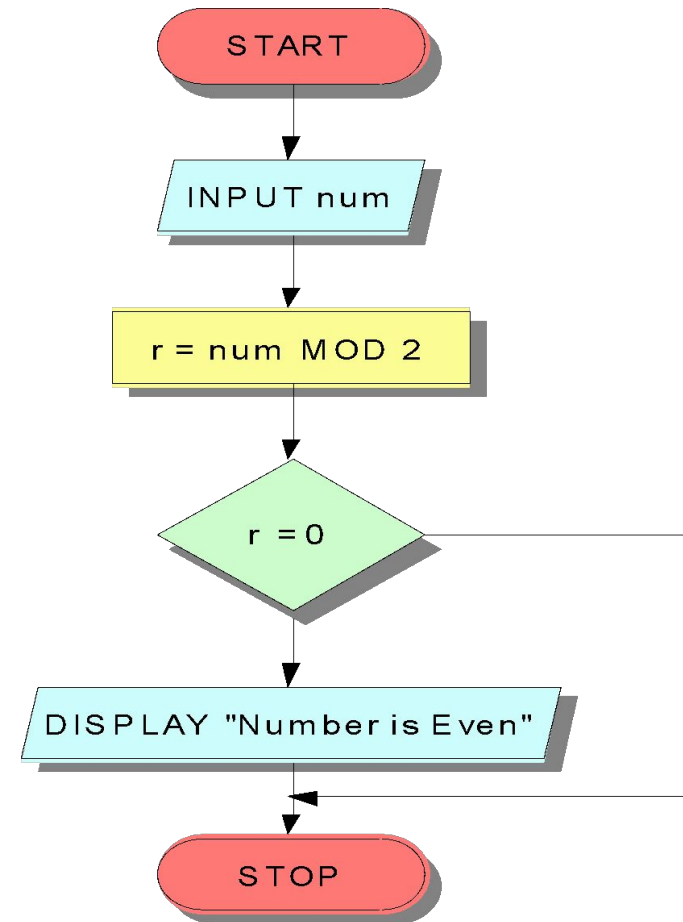 START
INPUT num
r = num MOD 2
r = 0
DISPLAY "Number is Even"
STOP